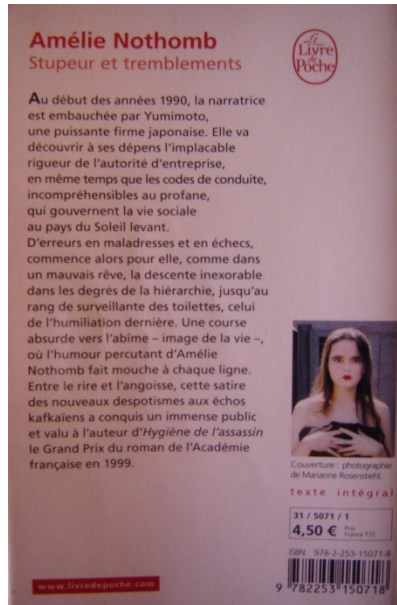 Amélie Nothomb
Stupeur et tremblements
Le
Livre
de
Poche
Au début des années 1990, la narratrice
est embauchée par Yumimoto,
une puissante firme japonaise. Elle va
découvrir à ses dépens l'implacable
rigueur de l'autorité d'entreprise,
en même temps que les codes de conduite,
incompréhensibles au profane,
qui gouvernent la vie sociale
au pays du Soleil levant.
D'erreurs en maladresses et en échecs,
commence alors pour elle, comme dans
un mauvais rêve, la descente inexorable
dans les degrés de la hiérarchie, jusqu'au
rang de surveillante des toilettes, celui
de l'humiliation dernière. Une course
absurde vers l'abîme – image de la vie –,
où l'humour percutant d'Amélie
Nothomb fait mouche à chaque ligne.
Entre le rire et l'angoisse, cette satire
des nouveaux despotismes aux échos
kafkaïens a conquis un immense public
et valu à l'auteur d'Hygiène de l'assassin
le Grand Prix du roman de l'Académie
française en 1999.
Couverture : photographie
de Marianne Rosenstiehl.
texte intégral
31 / 5071 / 1
4,50 € Prix
France TTC
ISBN 978-2-253-15071-8
9 782253 150718
www.livredepoche.com